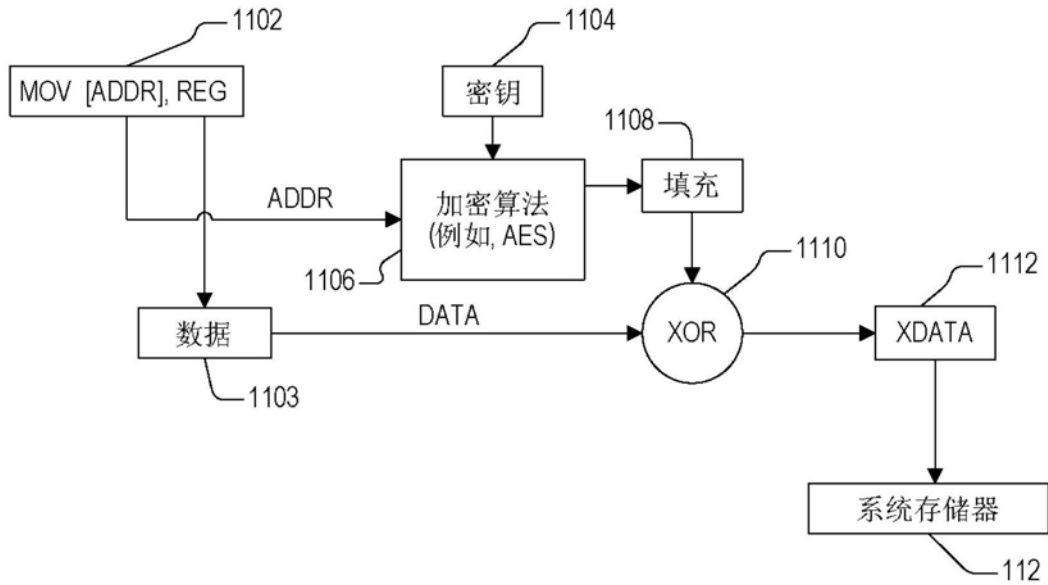 1102
1104
MOV [ADDR], REG
密钥
1108
ADDR
加密算法
(例如, AES)
填充
1106
1110
1112
数据
DATA
XOR
XDATA
1103
系统存储器
112